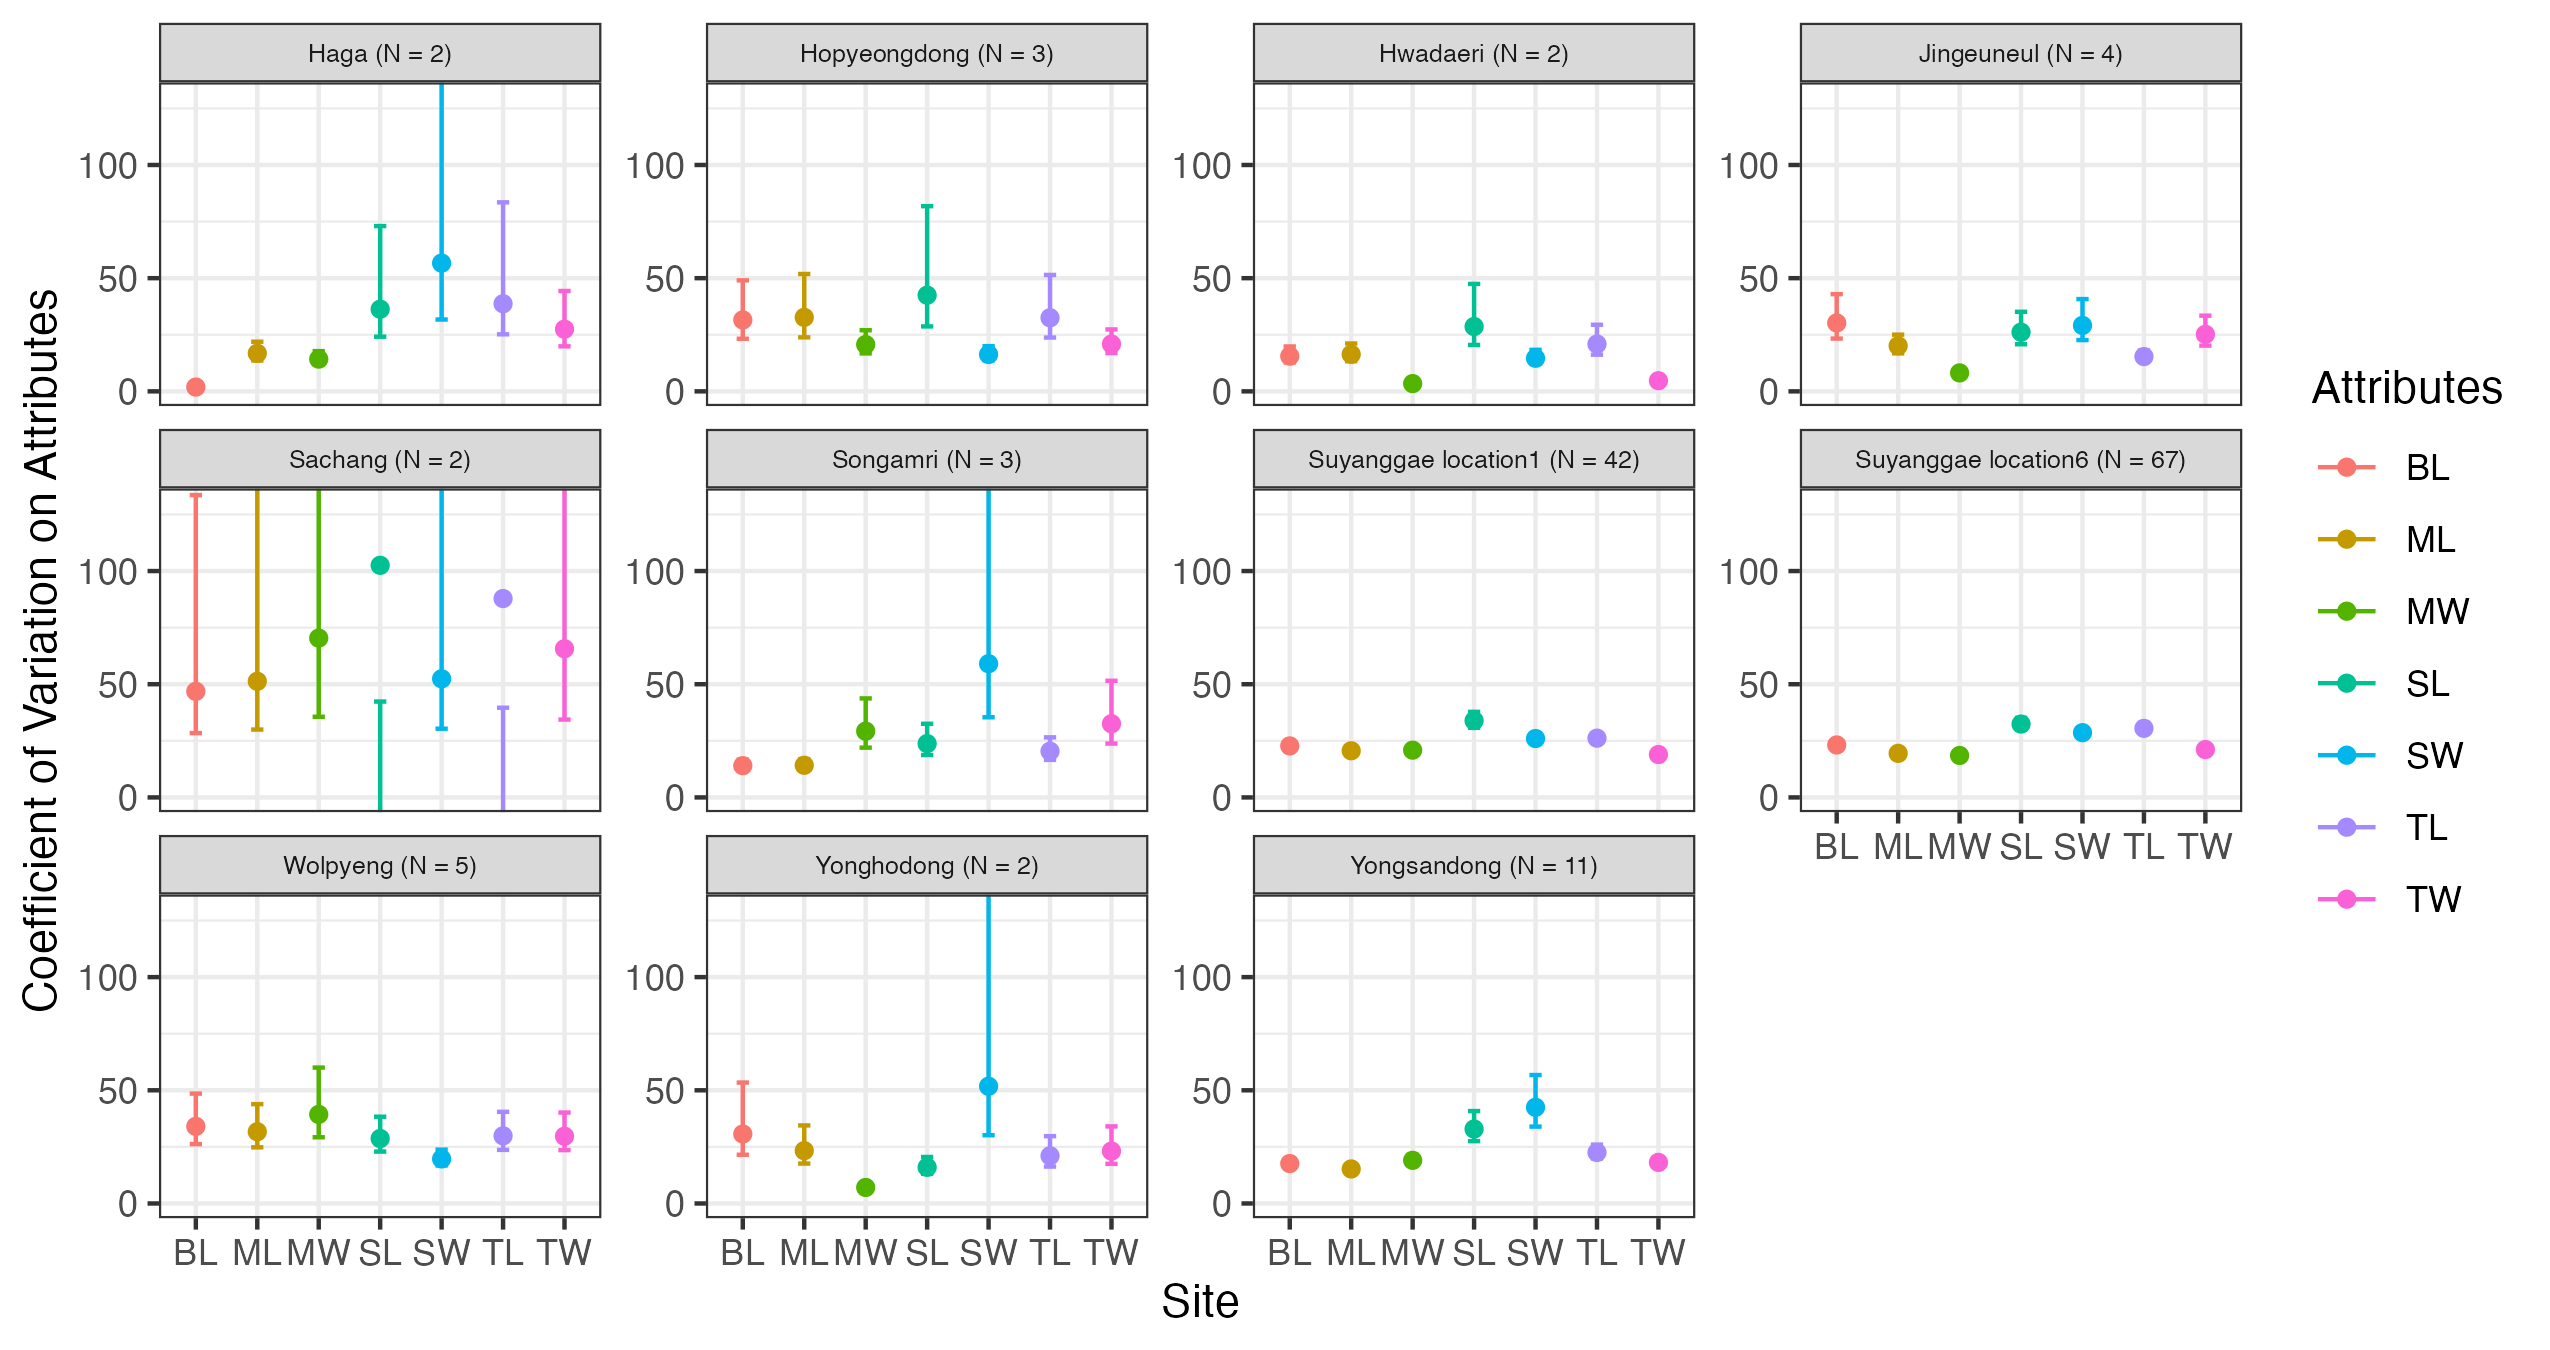 Haga (N = 2)
Hopyeongdong (N = 3)
Hwadaeri (N = 2)
Jingeuneul (N = 4)
100
50
0
100
50
0
100
50
0
100
50
0
Sachang (N = 2)
Songamri (N = 3)
Suyanggae location1 (N = 42)
Suyanggae location6 (N = 67)
100
50
0
100
50
0
100
50
0
100
50
0
BL ML MW SL SW TL TW
Wolpyeng (N = 5)
Yonghodong (N = 2)
Yongsandong (N = 11)
100
50
0
100
50
0
100
50
0
BL ML MW SL SW TL TW
BL ML MW SL SW TL TW
BL ML MW SL SW TL TW
Site
Coefficient of Variation on Attributes
Attributes
BL
ML
MW
SL
SW
TL
TW